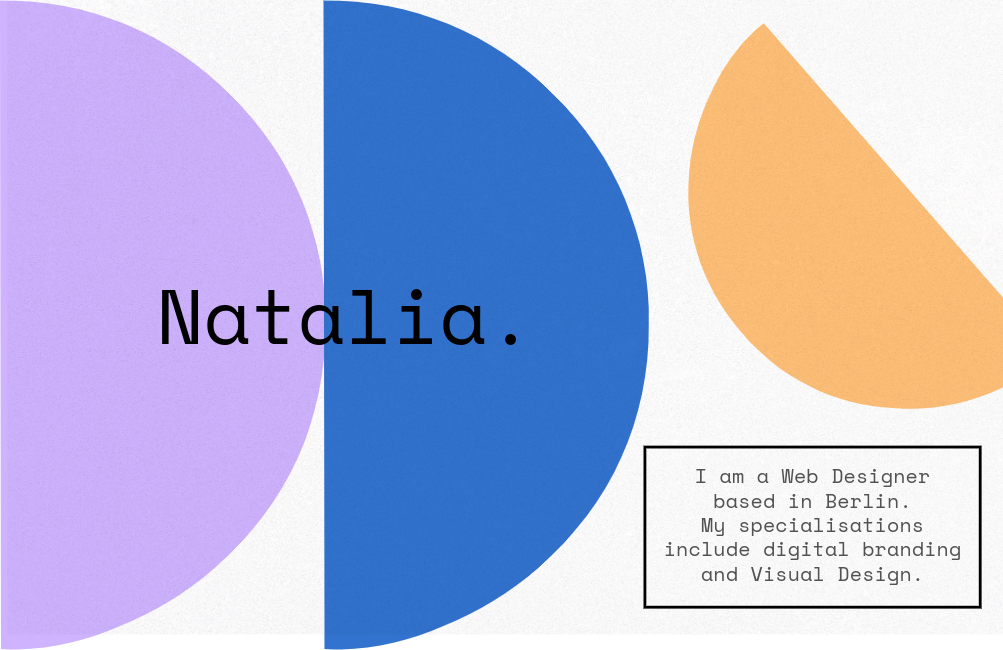 Natalia.
I am a Web Designer
based in Berlin.
My specialisations
include digital branding
and Visual Design.